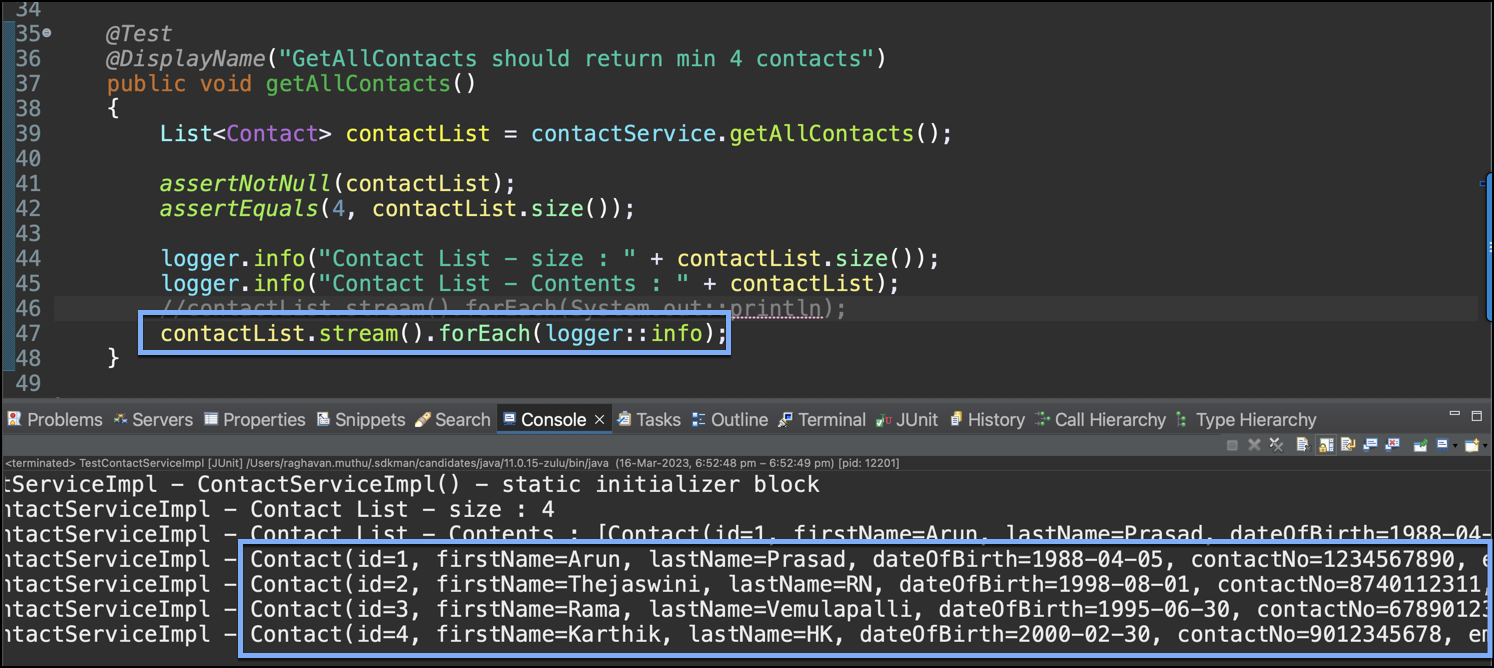 34
35 @Test
36 @DisplayName("GetAllContacts should return min 4 contacts")
37 public void getAllContacts()
38 {
39 List<Contact> contactList = contactService.getAllContacts();
40
41 assertNotNull(contactList);
42 assertEquals(4, contactList.size());
43
44 logger.info("Contact List – size : " + contactList.size());
45 logger.info("Contact List – Contents : " + contactList);
46 //contactList.stream().forEach(System.out::println);
47 contactList.stream().forEach(logger::info);
48 }
49
Problems Servers Properties Snippets Search Console Tasks Outline Terminal JUnit History Call Hierarchy Type Hierarchy
<terminated> TestContactServiceImpl [JUnit] /Users/raghavan.muthu/.sdkman/candidates/java/11.0.15-zulu/bin/java (16-Mar-2023, 6:52:48 pm – 6:52:49 pm) [pid: 12201]
tServiceImpl – ContactServiceImpl() – static initializer block
ntactServiceImpl – Contact List – size : 4
ntactServiceImpl – Contact List – Contents : [Contact(id=1, firstName=Arun, lastName=Prasad, dateOfBirth=1988-04-
ntactServiceImpl – Contact(id=1, firstName=Arun, lastName=Prasad, dateOfBirth=1988-04-05, contactNo=1234567890, e
ntactServiceImpl – Contact(id=2, firstName=Thejaswini, lastName=RN, dateOfBirth=1998-08-01, contactNo=8740112311,
ntactServiceImpl – Contact(id=3, firstName=Rama, lastName=Vemulapalli, dateOfBirth=1995-06-30, contactNo=67890123
ntactServiceImpl – Contact(id=4, firstName=Karthik, lastName=HK, dateOfBirth=2000-02-30, contactNo=9012345678, em